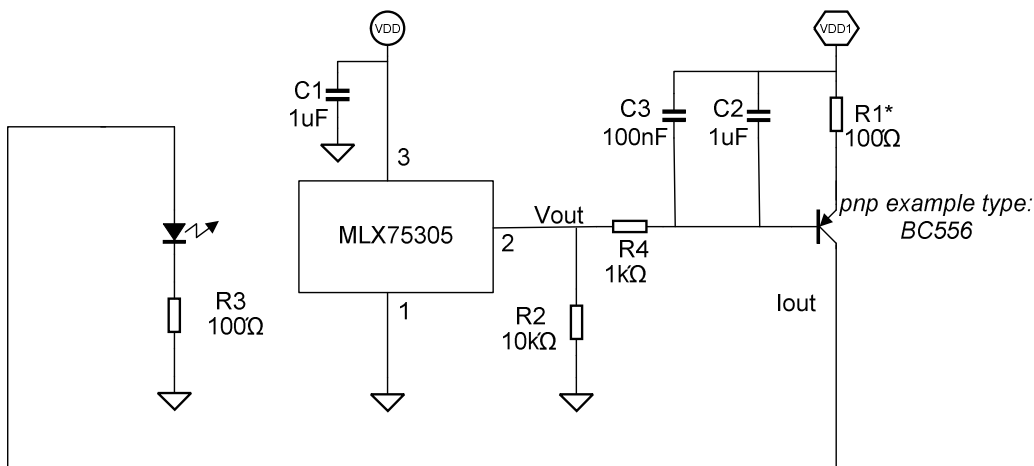 VDD
VDD1
C1
1uF
C3
100nF
C2
1uF
R1*
100Ω
3
pnp example type:
BC556
Vout
MLX75305
2
R4
1kΩ
R3
100Ω
1
R2
10kΩ
Iout